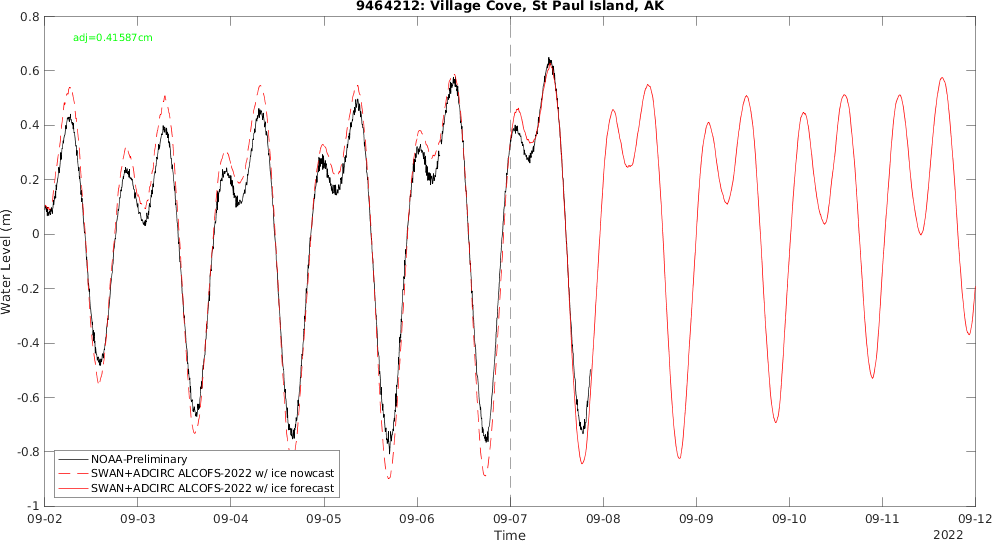 9464212: Village Cove, St Paul Island, AK
adj=0.41587cm
Water Level (m)
0.8
0.6
0.4
0.2
0
-0.2
-0.4
-0.6
-0.8
-1
NOAA-Preliminary
SWAN+ADCIRC ALCOFS-2022 w/ ice nowcast
SWAN+ADCIRC ALCOFS-2022 w/ ice forecast
09-02 09-03 09-04 09-05 09-06 09-07 09-08 09-09 09-10 09-11 09-12
Time
2022